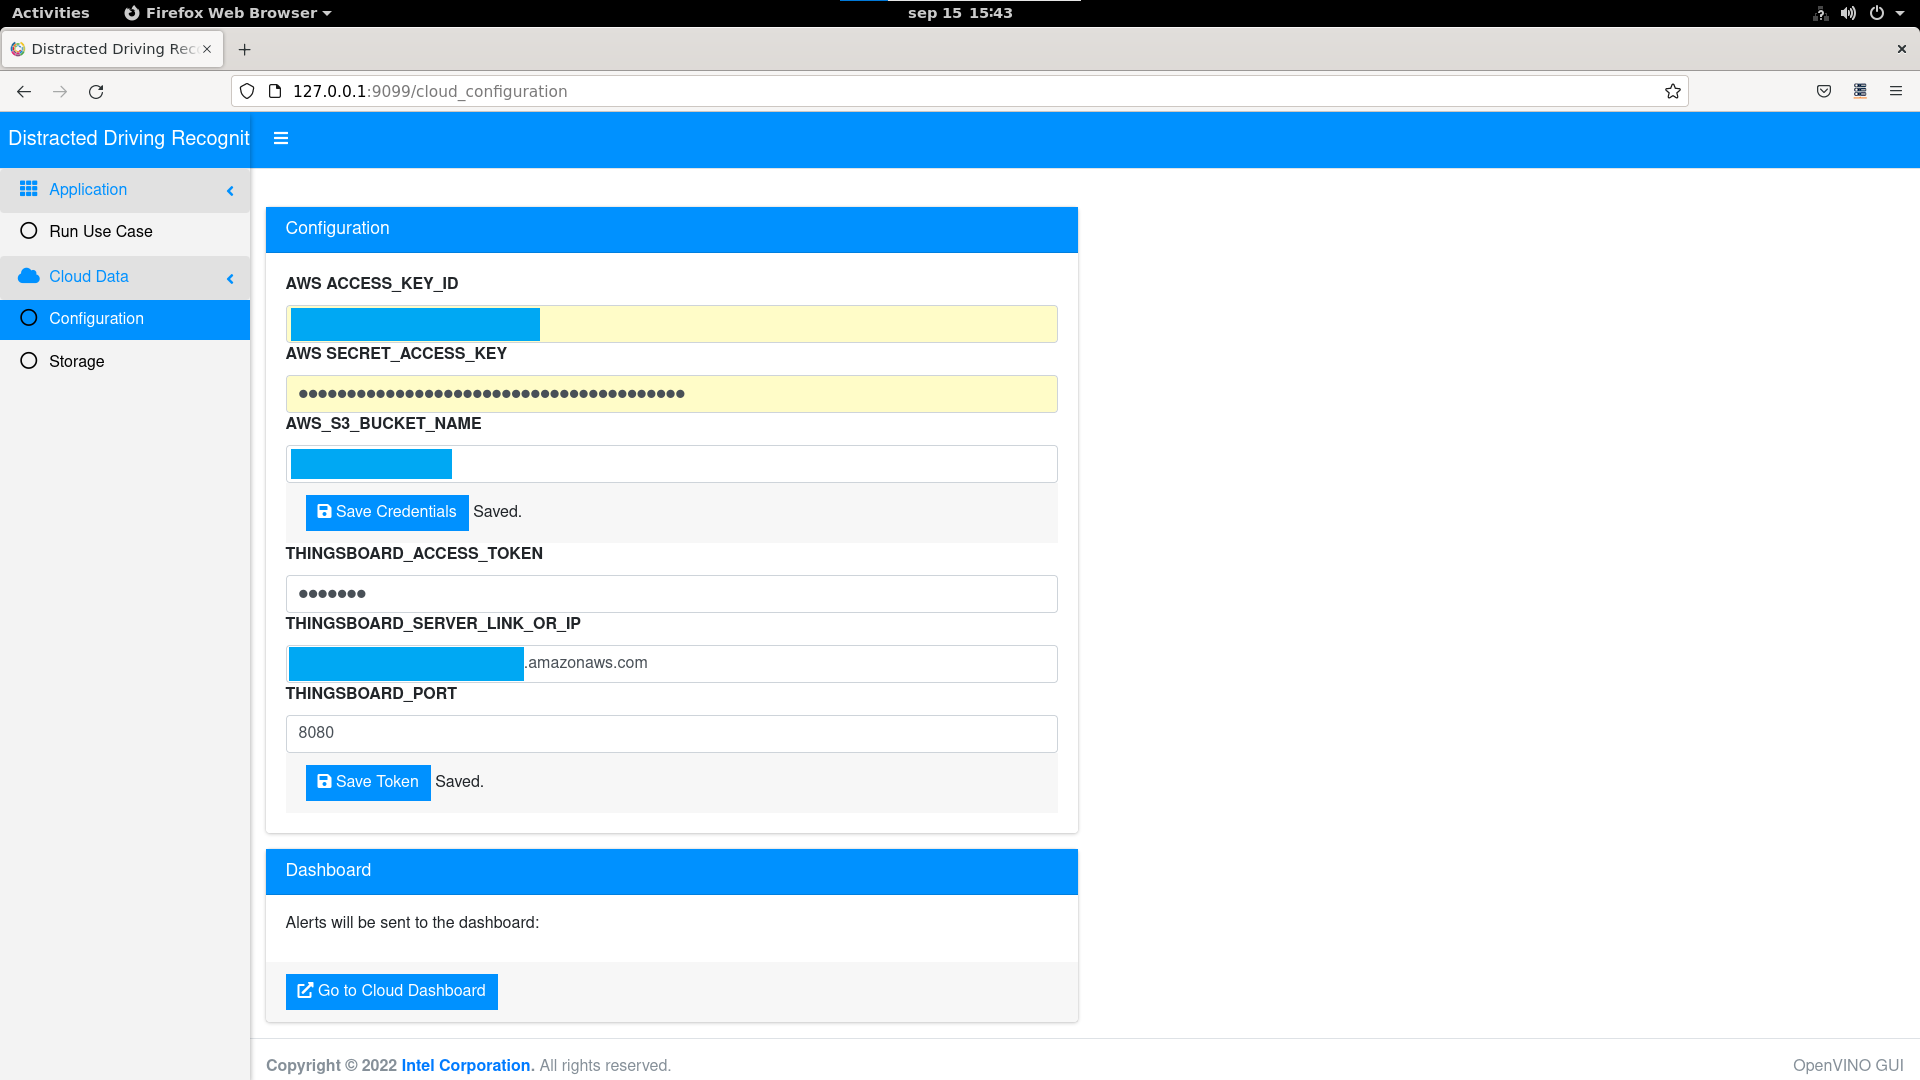 Activities
Firefox Web Browser
sep 15 15:43
Distracted Driving Rec
127.0.0.1:9099/cloud_configuration
Distracted Driving Recognit
Application
Run Use Case
Cloud Data
Configuration
Storage
Configuration
AWS ACCESS_KEY_ID
AWS SECRET_ACCESS_KEY
●●●●●●●●●●●●●●●●●●●●●●●●●●●●●●●●●●●●●●●●
AWS_S3_BUCKET_NAME
Save Credentials Saved.
THINGSBOARD_ACCESS_TOKEN
●●●●●●●
THINGSBOARD_SERVER_LINK_OR_IP
.amazonaws.com
THINGSBOARD_PORT
8080
Save Token Saved.
Dashboard
Alerts will be sent to the dashboard:
Go to Cloud Dashboard
Copyright © 2022 Intel Corporation. All rights reserved.
OpenVINO GUI